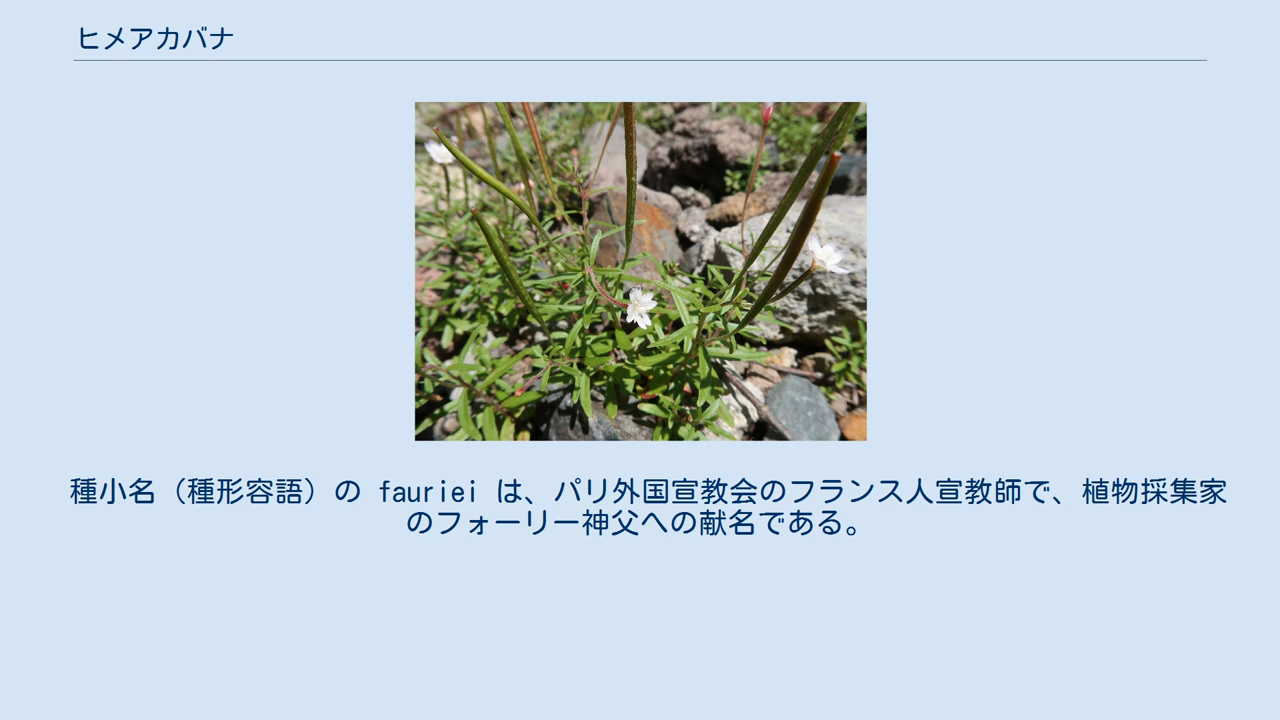 ヒメアカバナ
種小名（種形容語）の fauriei は、パリ外国宣教会のフランス人宣教師で、植物採集家
のフォーリー神父への献名である。